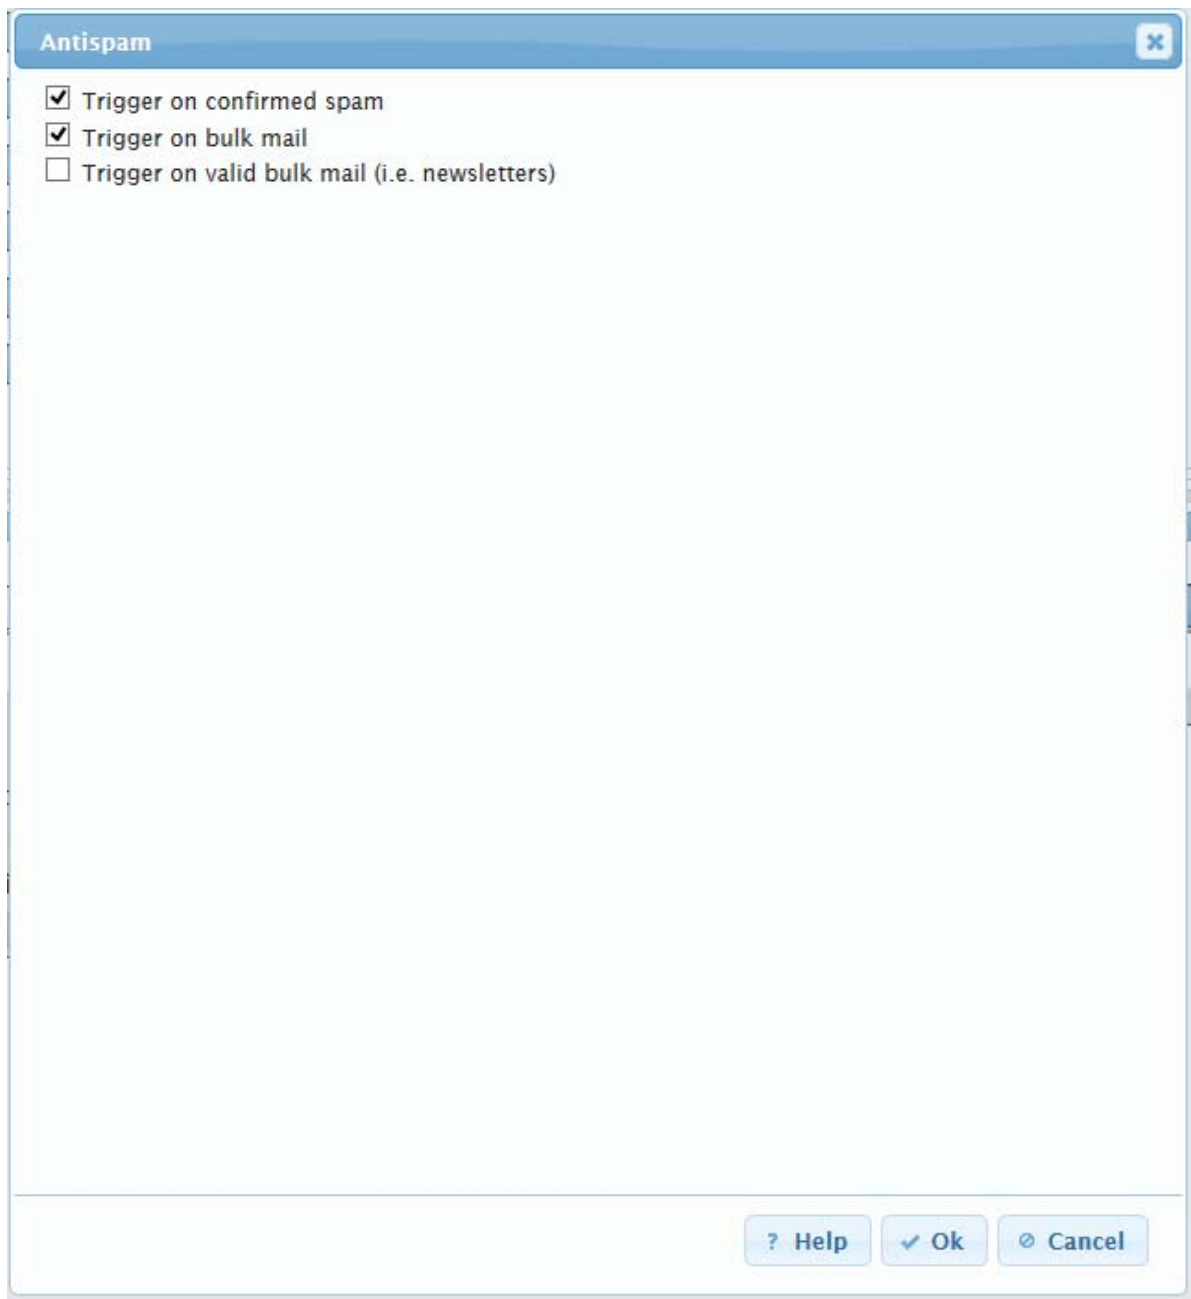 Antispam
Trigger on confirmed spam
Trigger on bulk mail
Trigger on valid bulk mail (i.e. newsletters)
? Help Ok Cancel